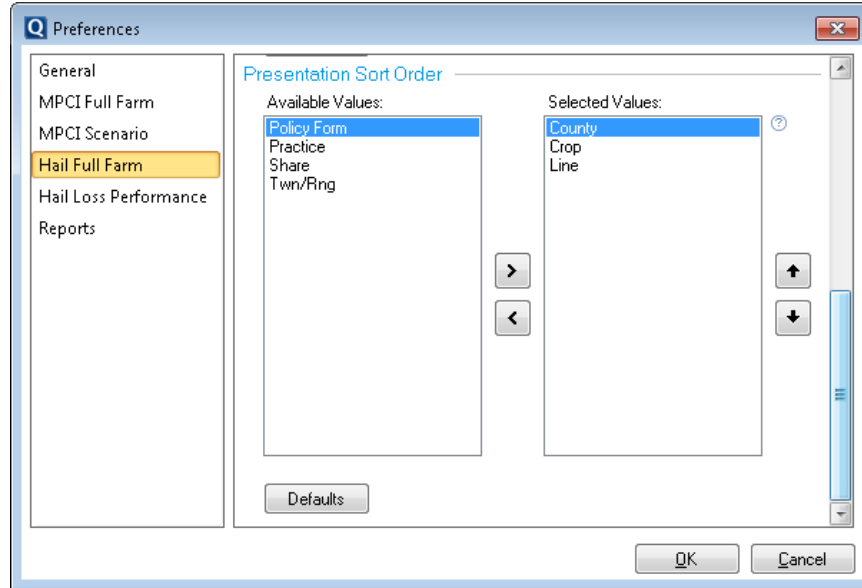 Q Preferences
General
MPCI Full Farm
MPCI Scenario
Hail Full Farm
Hail Loss Performance
Reports
Presentation Sort Order
Available Values:
Policy Form
Practice
Share
Twn/Rng
Selected Values:
County
Crop
Line
?
>
<
Defaults
OK
Cancel